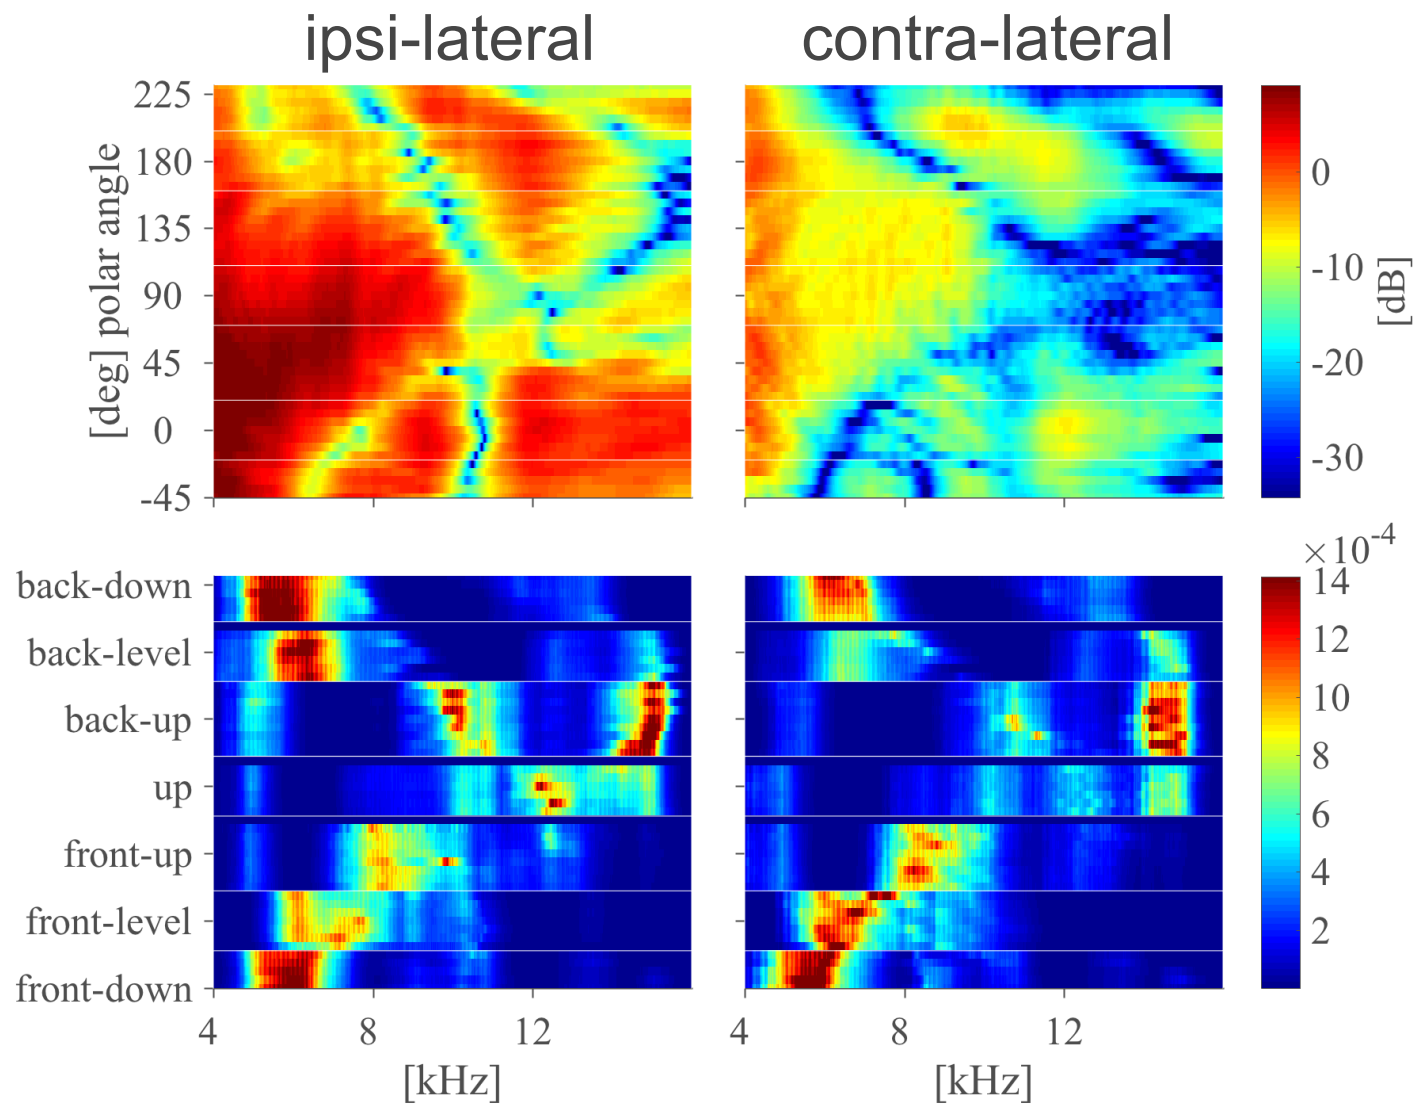 ipsi-lateral
contra-lateral
[deg] polar angle
225
180
135
90
45
0
-45
0
-10
-20
-30
[dB]
×10-4
back-down
back-level
back-up
up
front-up
front-level
front-down
14
12
10
8
6
4
2
4 8 12
4 8 12
[kHz]
[kHz]